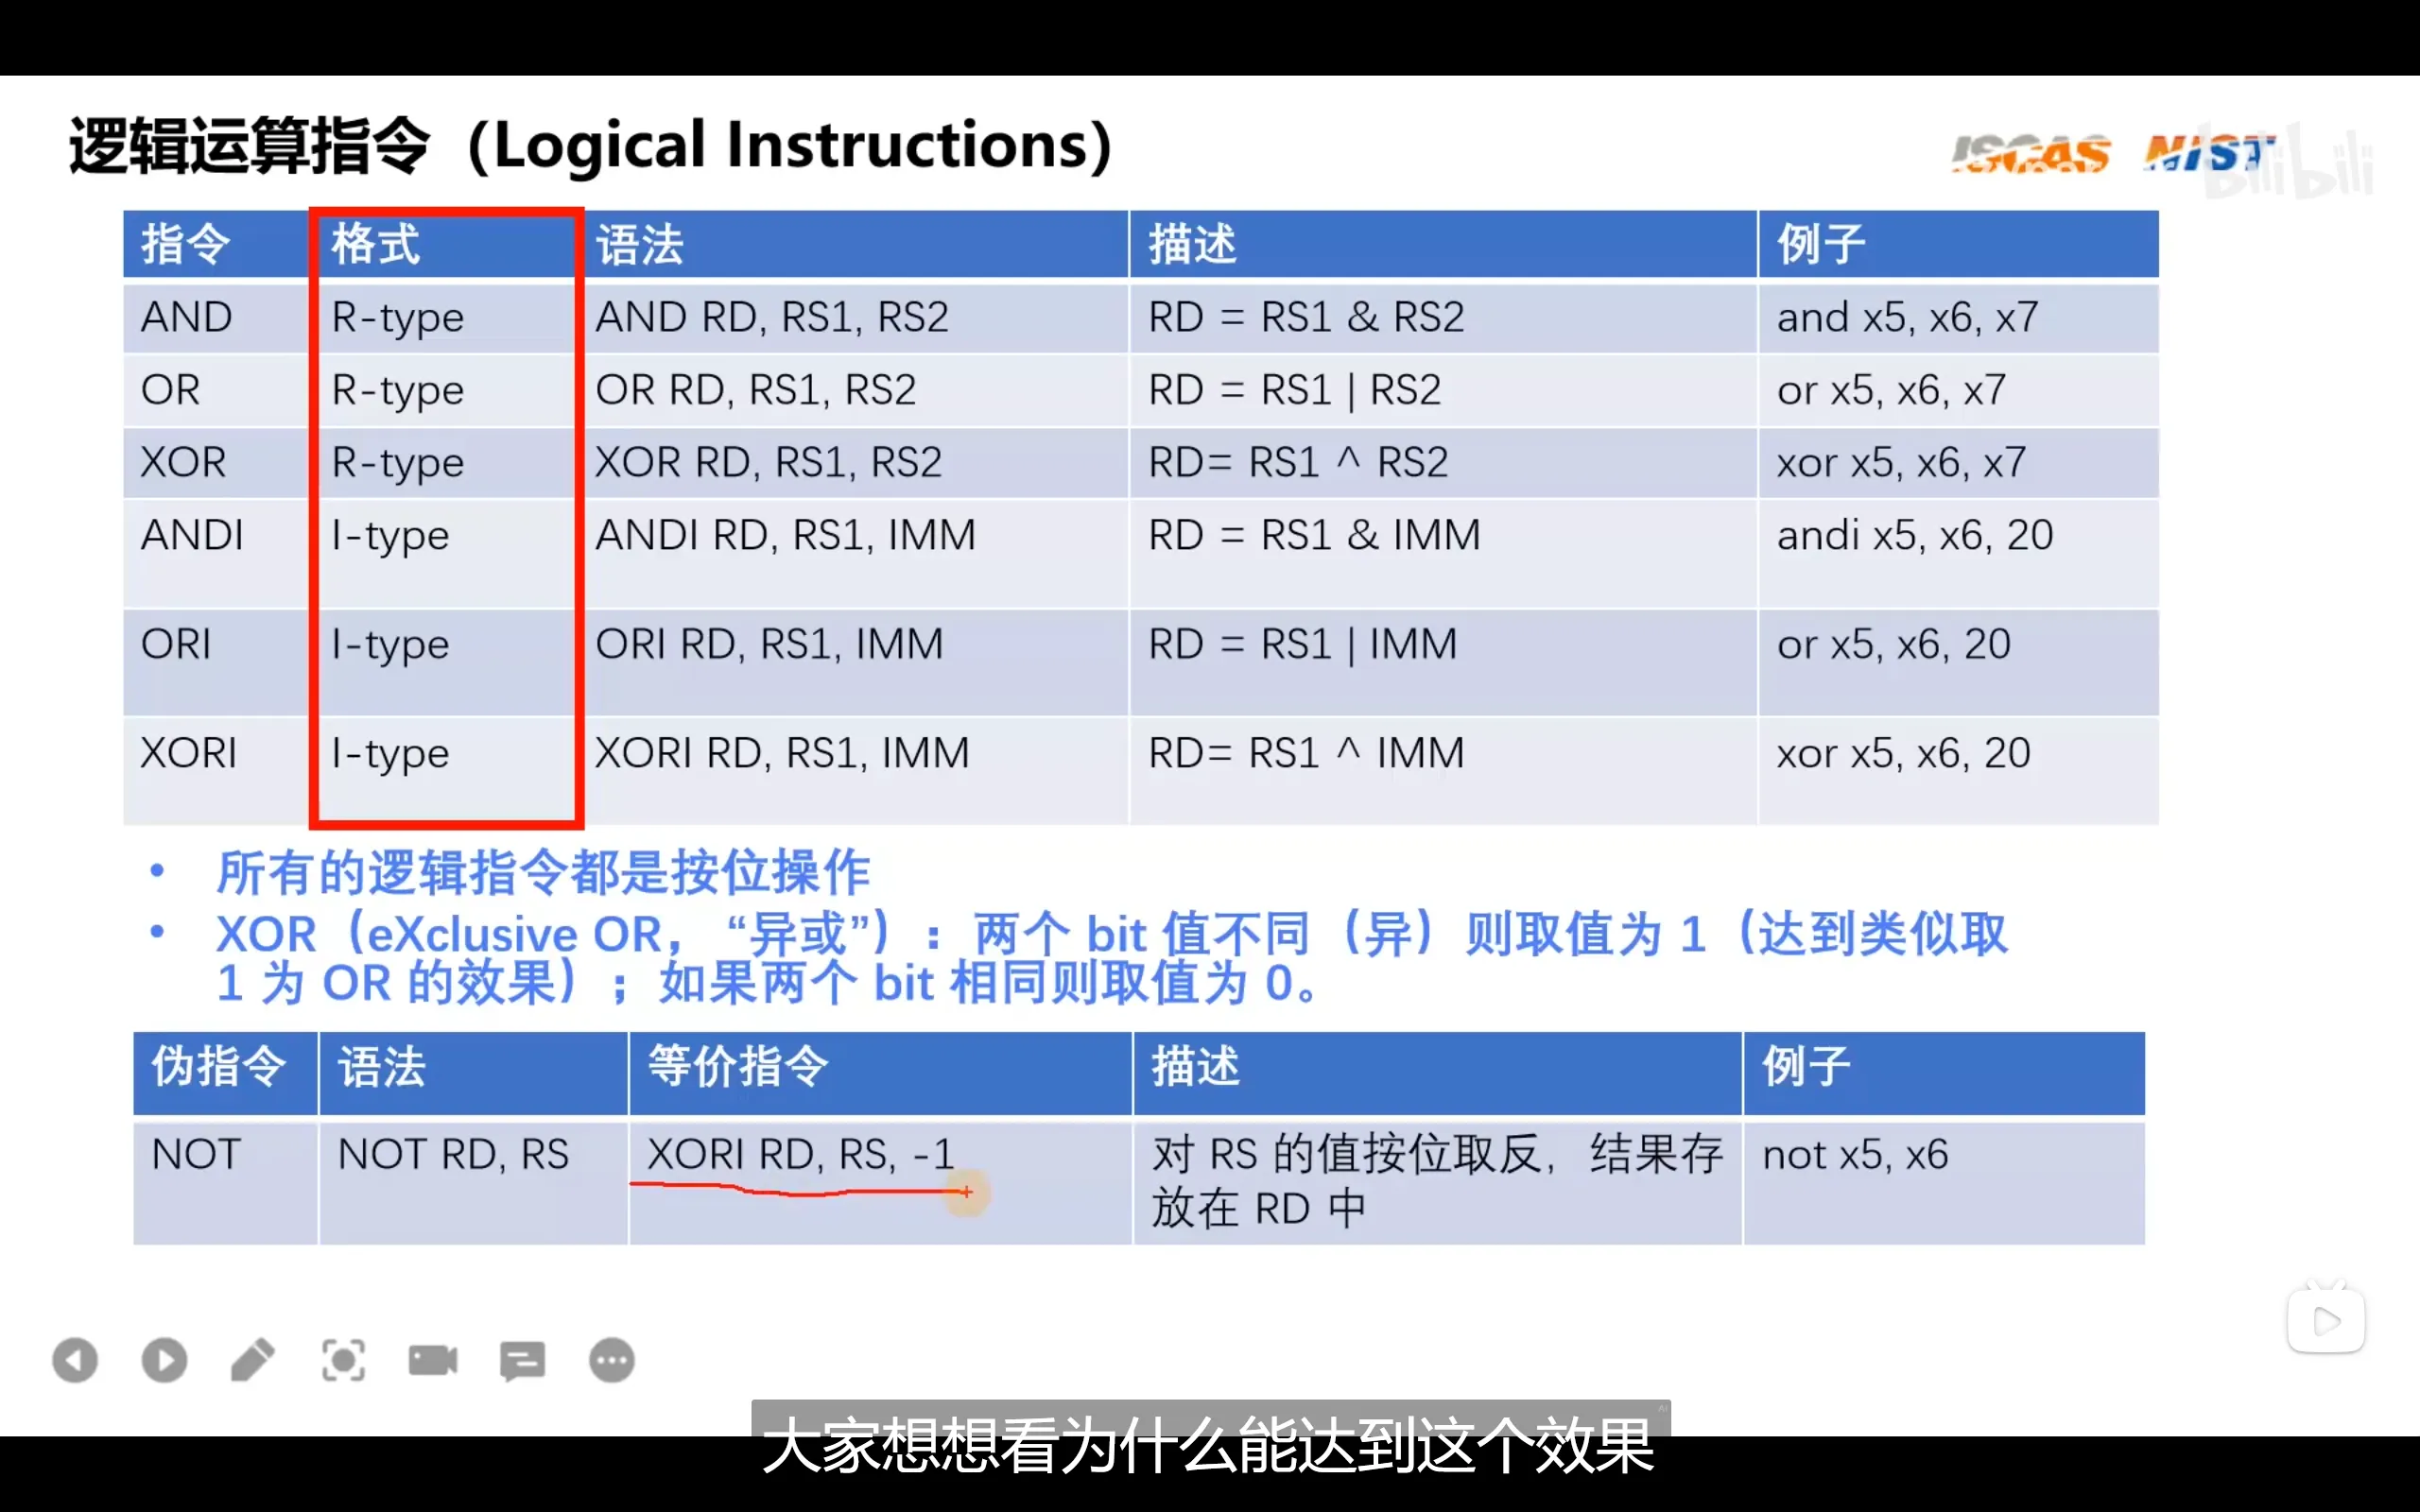 逻辑运算指令（Logical Instructions）
ISCAS NIST
bilibili
指令 格式 语法 描述 例子
AND R-type AND RD, RS1, RS2 RD = RS1 & RS2 and x5, x6, x7
OR R-type OR RD, RS1, RS2 RD = RS1 | RS2 or x5, x6, x7
XOR R-type XOR RD, RS1, RS2 RD= RS1 ^ RS2 xor x5, x6, x7
ANDI I-type ANDI RD, RS1, IMM RD = RS1 & IMM andi x5, x6, 20
ORI I-type ORI RD, RS1, IMM RD = RS1 | IMM or x5, x6, 20
XORI I-type XORI RD, RS1, IMM RD= RS1 ^ IMM xor x5, x6, 20
• 所有的逻辑指令都是按位操作
• XOR（eXclusive OR，“异或”）：两个 bit 值不同（异）则取值为 1（达到类似取
1 为 OR 的效果）；如果两个 bit 相同则取值为 0。
伪指令 语法 等价指令 描述 例子
NOT NOT RD, RS XORI RD, RS, -1 对 RS 的值按位取反，结果存 not x5, x6
放在 RD 中
大家想想看为什么能达到这个效果